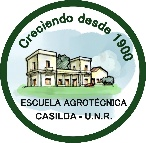 Creciendo desde 1900
ESCUELA AGROTÉCNICA
CASILDA - U.N.R.